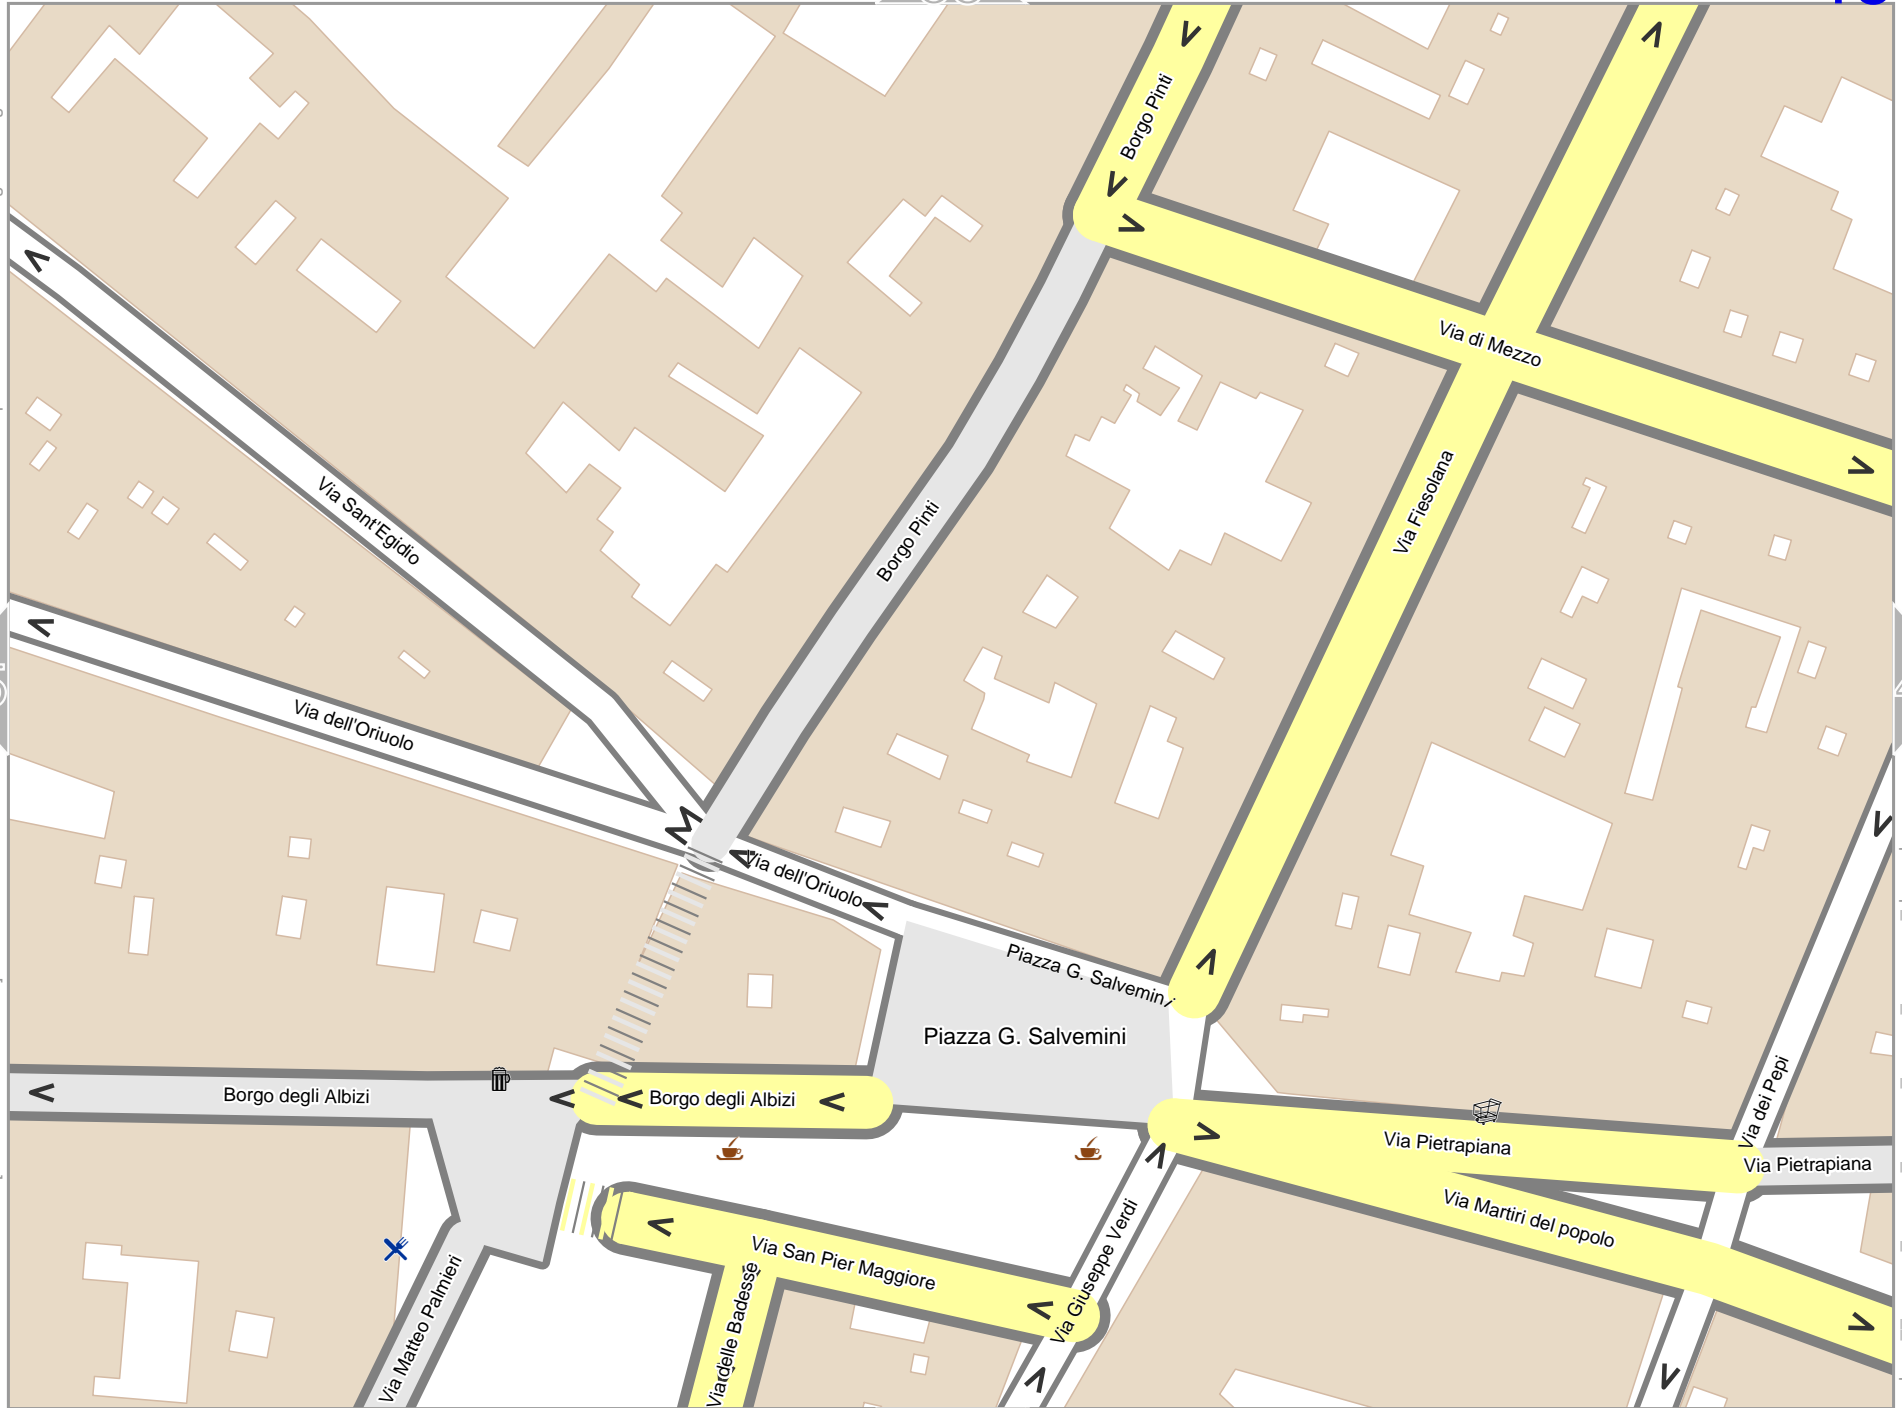 Borgo Pinti
Via di Mezzo
Via Sant'Egidio
Via Fiesolana
Borgo Pinti
Via dell'Oriuolo
Via dell'Oriuolo
Piazza G. Salvemini
Piazza G. Salvemini
Borgo degli Albizi
Borgo degli Albizi
Via dei Pepi
Via Pietrapiana
Via Pietrapiana
Via Martiri del popolo
Via Giuseppe Verdi
Via San Pier Maggiore
Via delle Badesse
Via Matteo Palmieri